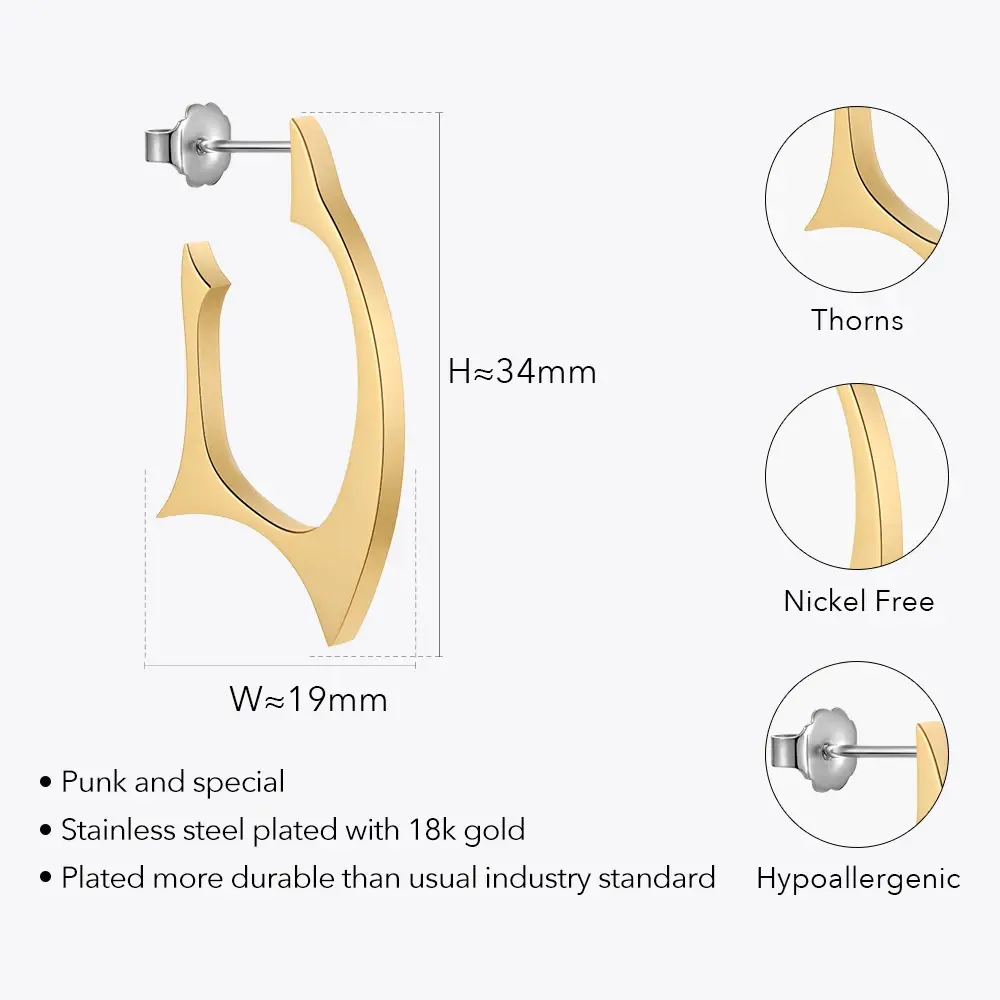 H≈34mm
W≈19mm
• Punk and special
• Stainless steel plated with 18k gold
• Plated more durable than usual industry standard
Thorns
Nickel Free
Hypoallergenic